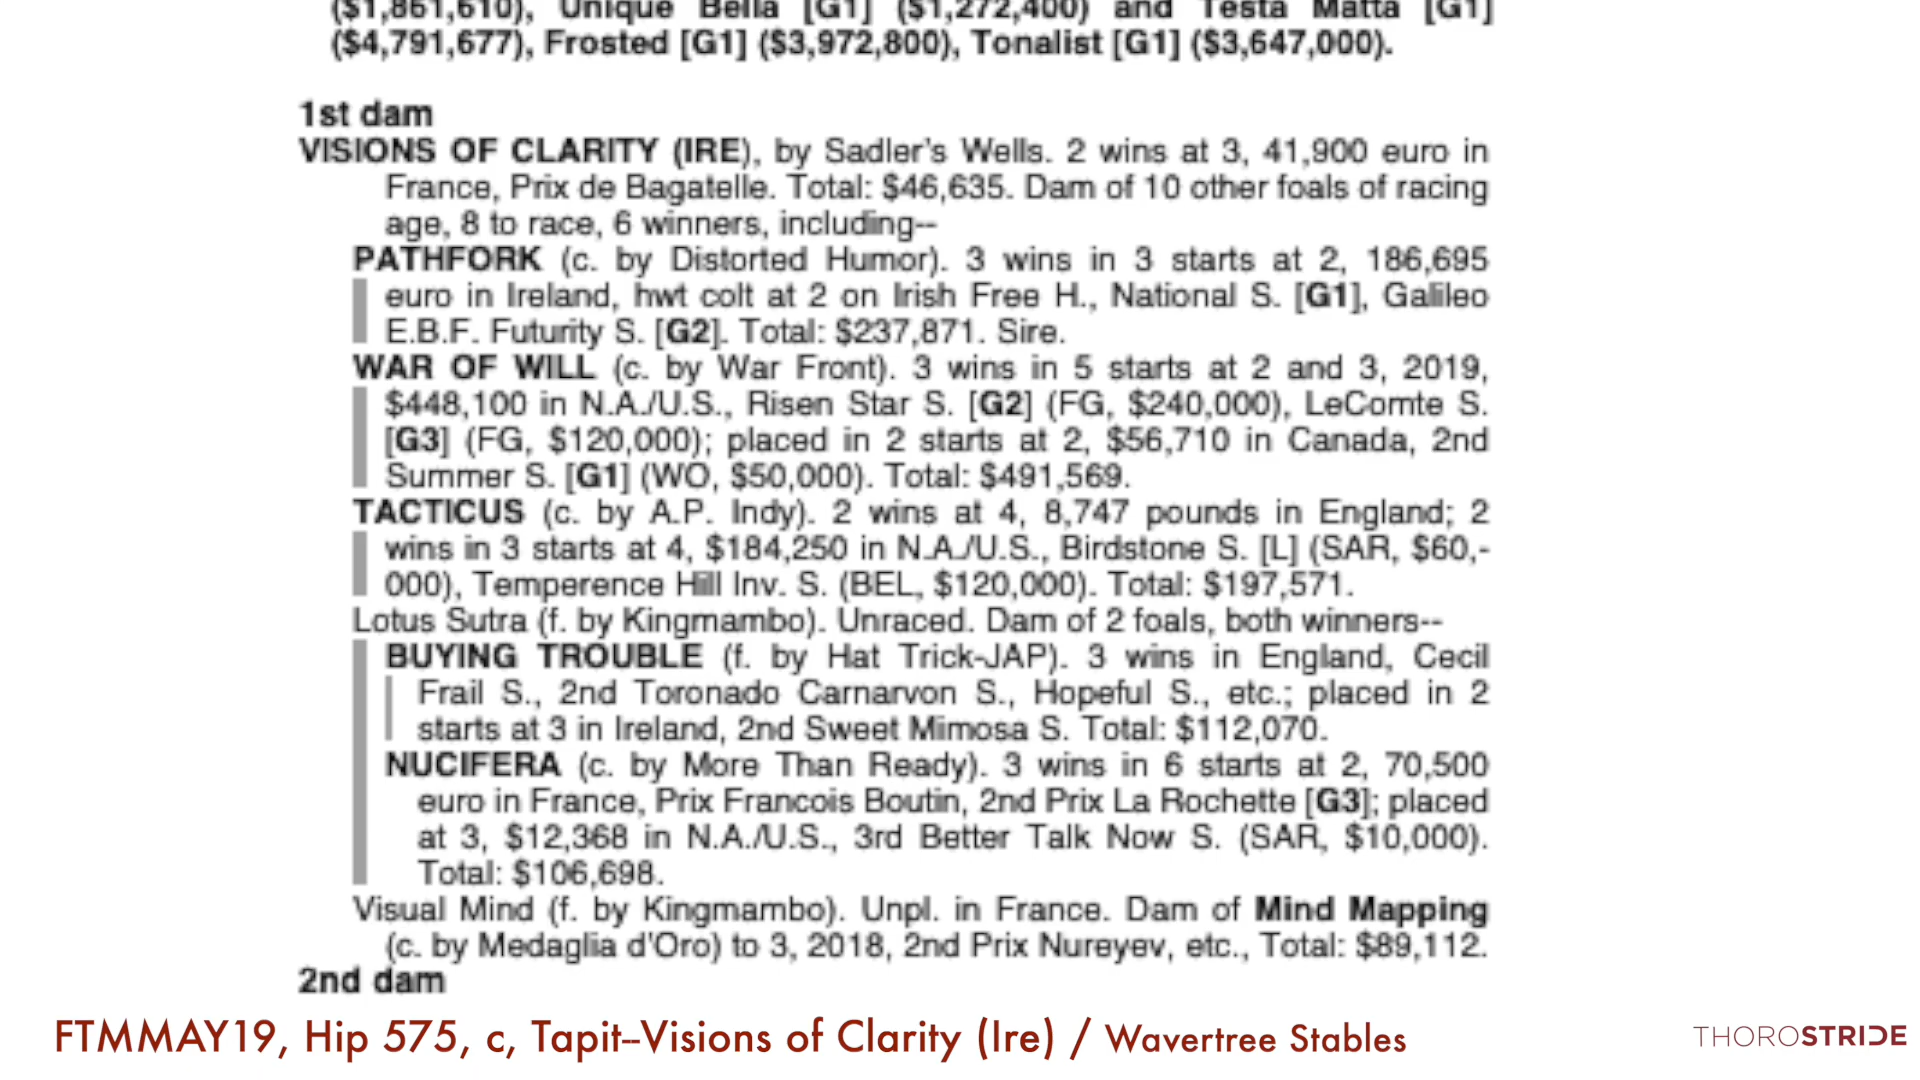 ($1,861,610), Unique Bella [G1] ($1,272,400) and Testa Matta [G1]
($4,791,677), Frosted [G1] ($3,972,800), Tonalist [G1] ($3,647,000).
1st dam
VISIONS OF CLARITY (IRE), by Sadler's Wells. 2 wins at 3, 41,900 euro in
France, Prix de Bagatelle. Total: $46,635. Dam of 10 other foals of racing
age, 8 to race, 6 winners, including--
PATHFORK (c. by Distorted Humor). 3 wins in 3 starts at 2, 186,695
euro in Ireland, hwt colt at 2 on Irish Free H., National S. [G1], Galileo
E.B.F. Futurity S. [G2]. Total: $237,871. Sire.
WAR OF WILL (c. by War Front). 3 wins in 5 starts at 2 and 3, 2019,
$448,100 in N.A./U.S., Risen Star S. [G2] (FG, $240,000), LeComte S.
[G3] (FG, $120,000); placed in 2 starts at 2, $56,710 in Canada, 2nd
Summer S. [G1] (WO, $50,000). Total: $491,569.
TACTICUS (c. by A.P. Indy). 2 wins at 4, 8,747 pounds in England; 2
wins in 3 starts at 4, $184,250 in N.A./U.S., Birdstone S. [L] (SAR, $60,-
000), Temperence Hill Inv. S. (BEL, $120,000). Total: $197,571.
Lotus Sutra (f. by Kingmambo). Unraced. Dam of 2 foals, both winners--
BUYING TROUBLE (f. by Hat Trick-JAP). 3 wins in England, Cecil
Frail S., 2nd Toronado Carnarvon S., Hopeful S., etc.; placed in 2
starts at 3 in Ireland, 2nd Sweet Mimosa S. Total: $112,070.
NUCIFERA (c. by More Than Ready). 3 wins in 6 starts at 2, 70,500
euro in France, Prix Francois Boutin, 2nd Prix La Rochette [G3]; placed
at 3, $12,368 in N.A./U.S., 3rd Better Talk Now S. (SAR, $10,000).
Total: $106,698.
Visual Mind (f. by Kingmambo). Unpl. in France. Dam of Mind Mapping
(c. by Medaglia d'Oro) to 3, 2018, 2nd Prix Nureyev, etc., Total: $89,112.
2nd dam
FTMMAY19, Hip 575, c, Tapit--Visions of Clarity (Ire) / Wavertree Stables
THOROSTRIDE